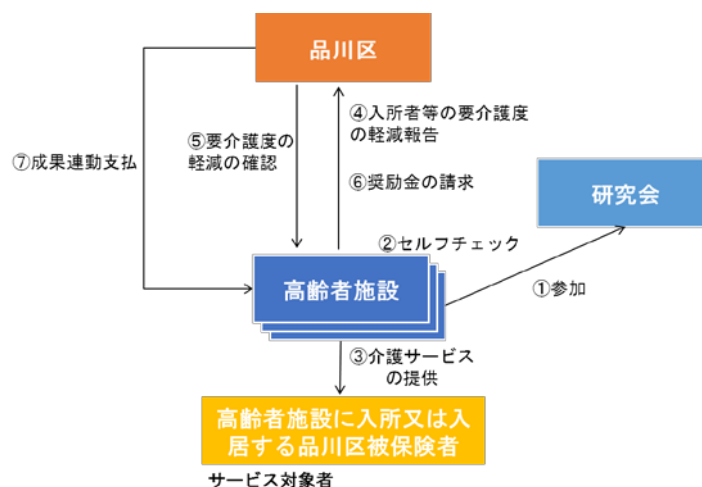 品川区
④入所者等の要介護度
の軽減報告
⑤要介護度の
軽減の確認
⑦成果連動支払
⑥奨励金の請求
研究会
②セルフチェック
高齢者施設
①参加
③介護サービス
の提供
高齢者施設に入所又は入
居する品川区被保険者
サービス対象者